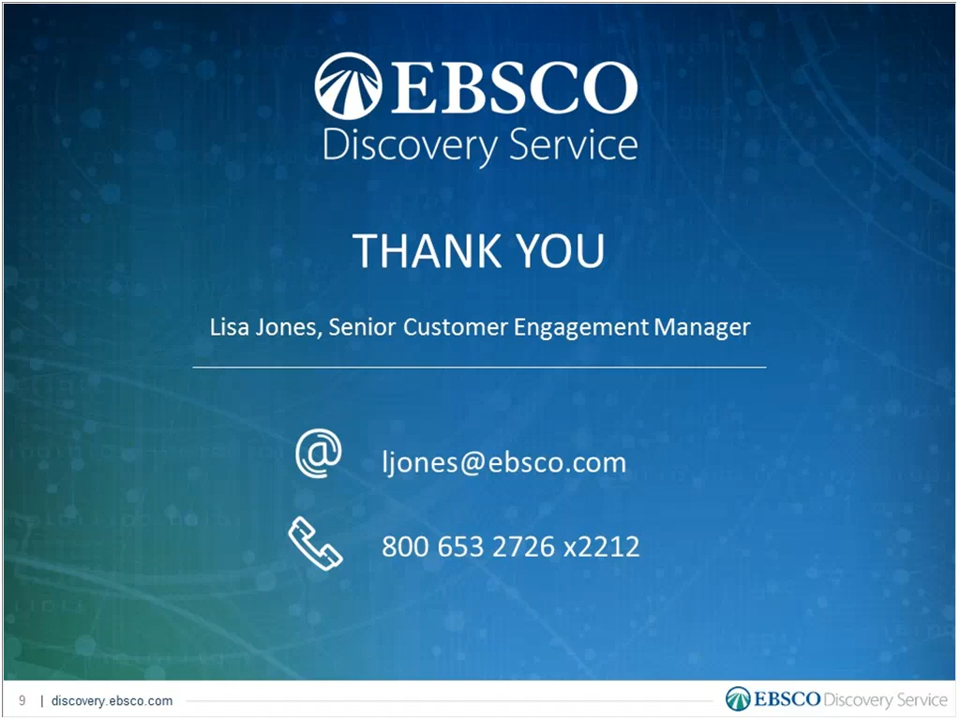 EBSCO
Discovery Service
THANK YOU
Lisa Jones, Senior Customer Engagement Manager
@
ljones@ebsco.com
800 653 2726 x2212
9 | discovery.ebsco.com
EBSCO Discovery Service